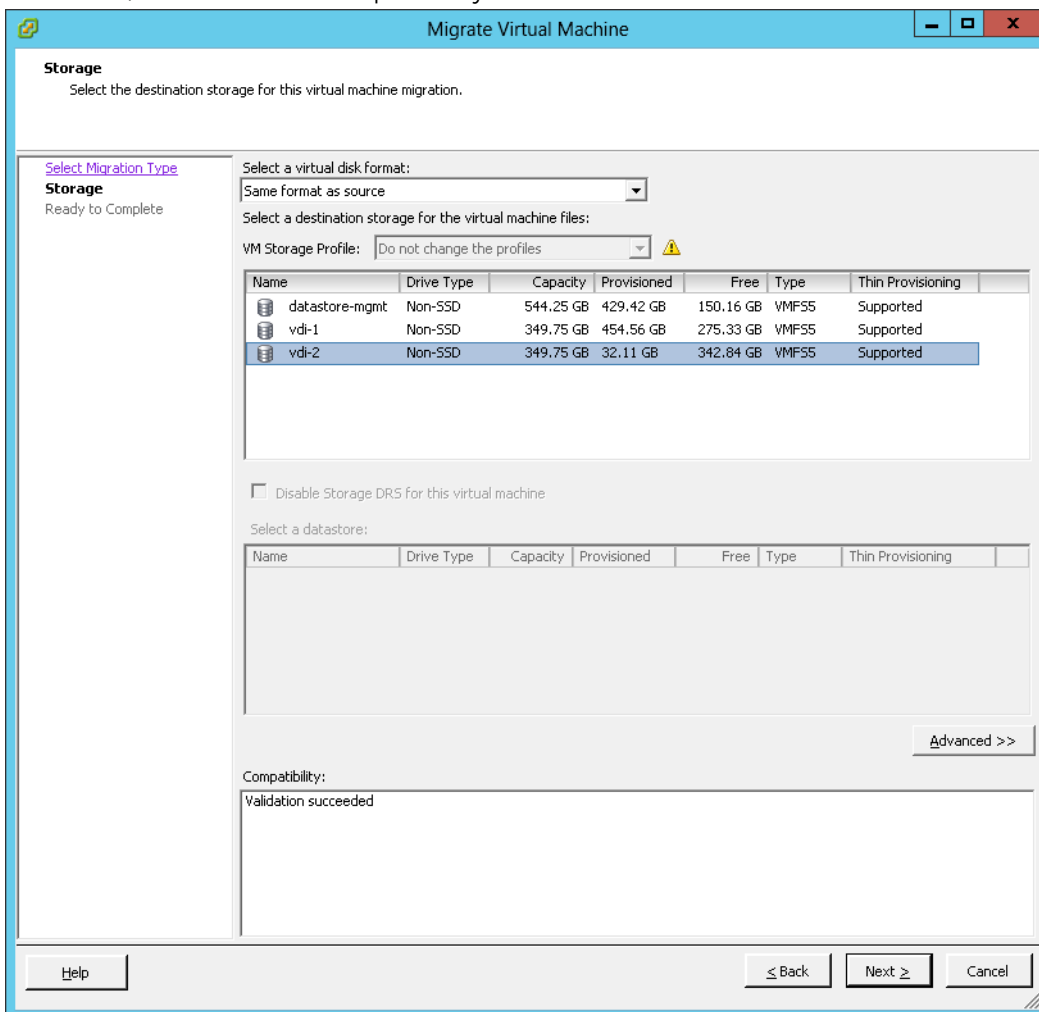 Migrate Virtual Machine
Storage
Select the destination storage for this virtual machine migration.
Select Migration Type
Storage
Ready to Complete
Select a virtual disk format:
Same format as source
Select a destination storage for the virtual machine files:
VM Storage Profile: Do not change the profiles
Name Drive Type Capacity Provisioned Free Type Thin Provisioning
datastore-mgmt Non-SSD 544.25 GB 429.42 GB 150.16 GB VMFS5 Supported
vdi-1 Non-SSD 349.75 GB 454.56 GB 275.33 GB VMFS5 Supported
vdi-2 Non-SSD 349.75 GB 32.11 GB 342.84 GB VMFS5 Supported
Disable Storage DRS for this virtual machine
Select a datastore:
Name Drive Type Capacity Provisioned Free Type Thin Provisioning
Advanced >>
Compatibility:
Validation succeeded
Help ≤ Back Next ≥ Cancel